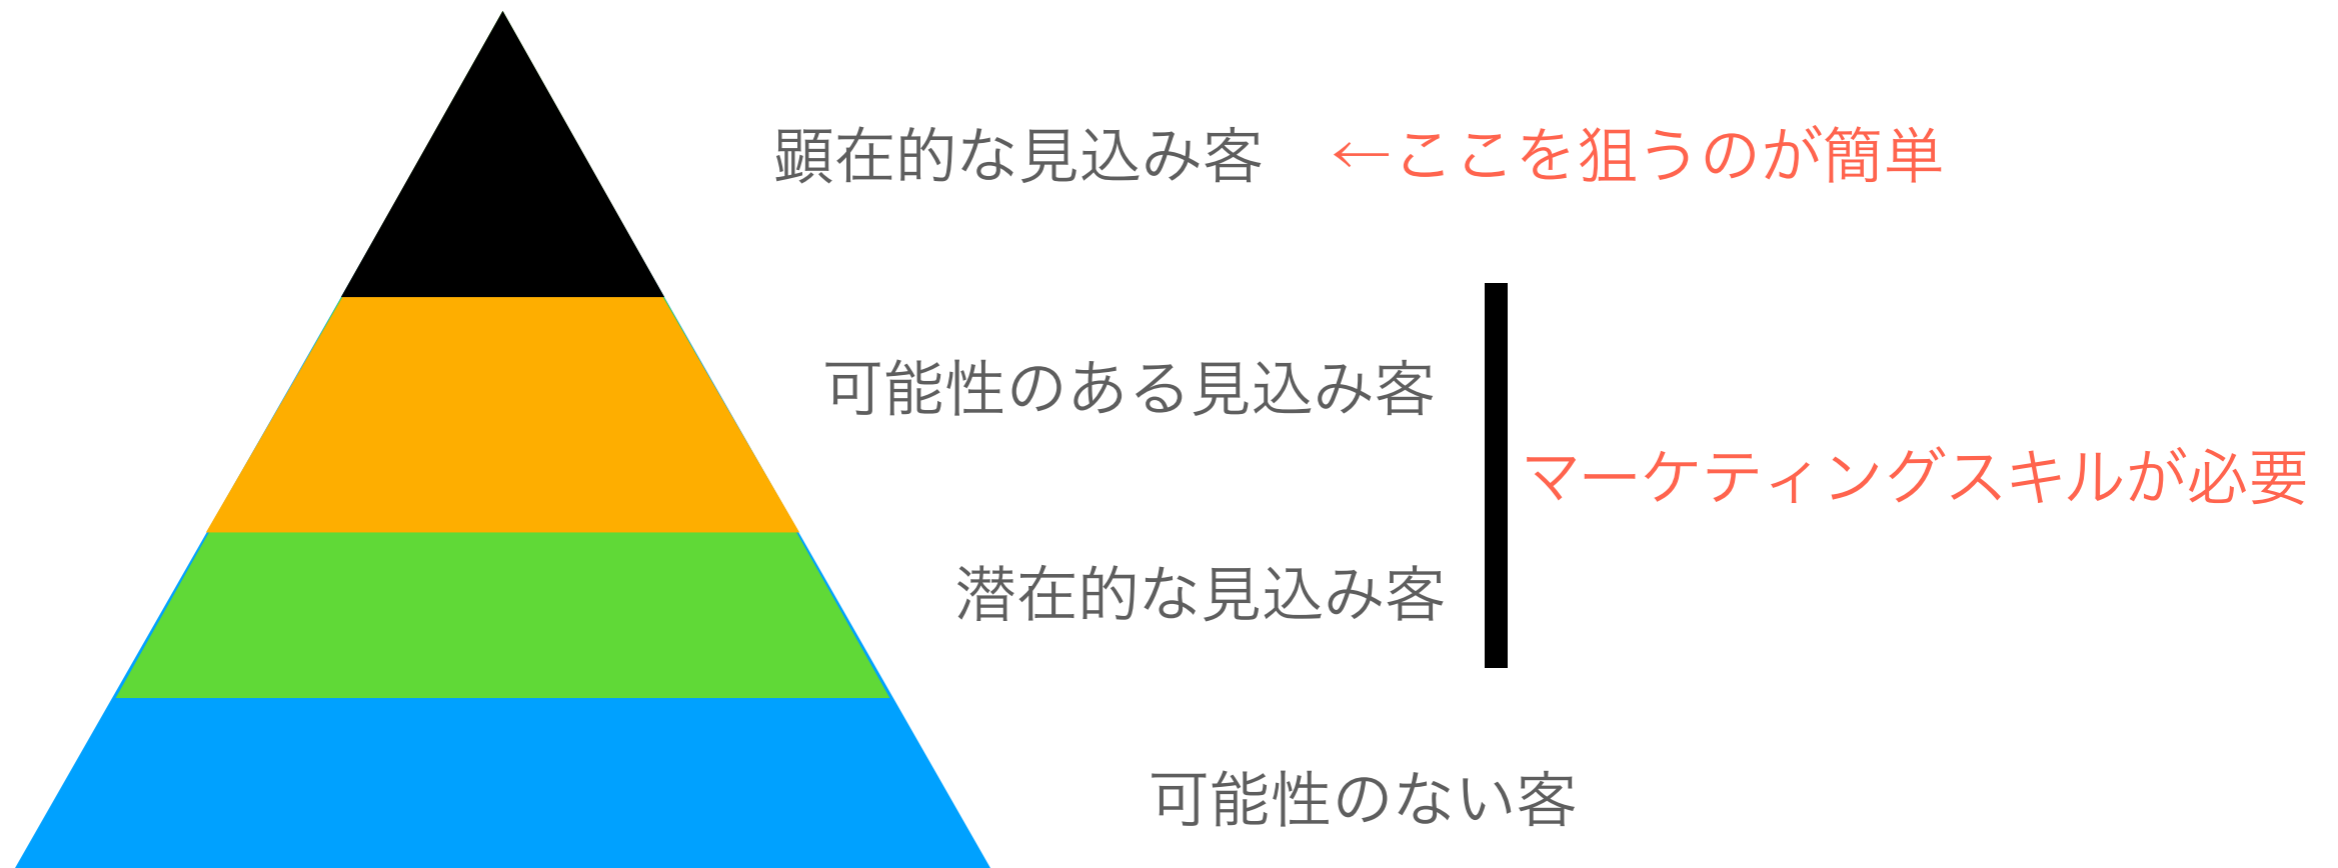 顕在的な見込み客 ←ここを狙うのが簡単
可能性のある見込み客
マーケティングスキルが必要
潜在的な見込み客
可能性のない客